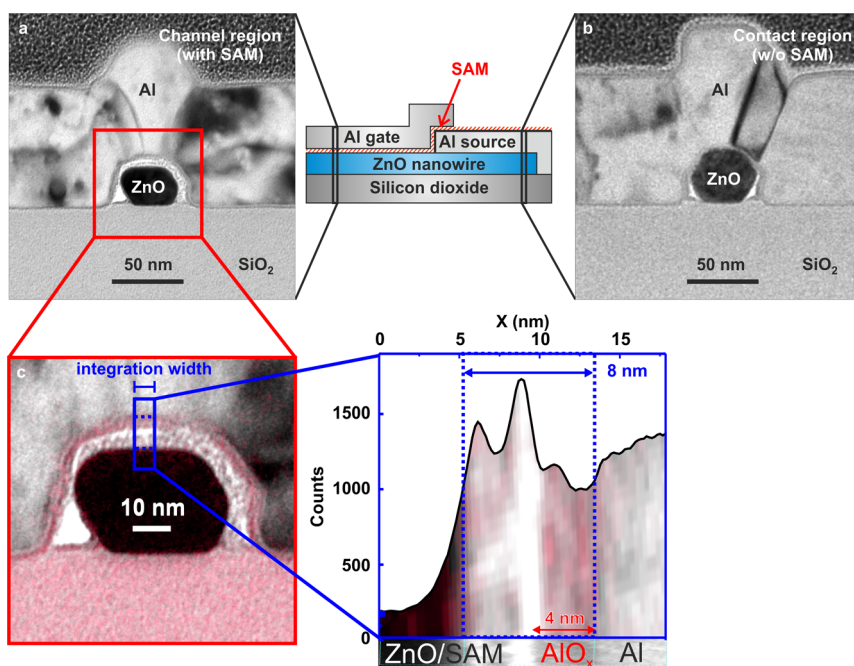 a
Channel region
(with SAM)
Al
ZnO
50 nm
SiO₂
SAM
Al gate
Al source
ZnO nanowire
Silicon dioxide
b
Contact region
(w/o SAM)
Al
ZnO
50 nm
SiO₂
c
integration width
10 nm
X (nm)
0 5 10 15
8 nm
1500
1000
500
0
Counts
4 nm
ZnO/SAM AlOₓ Al